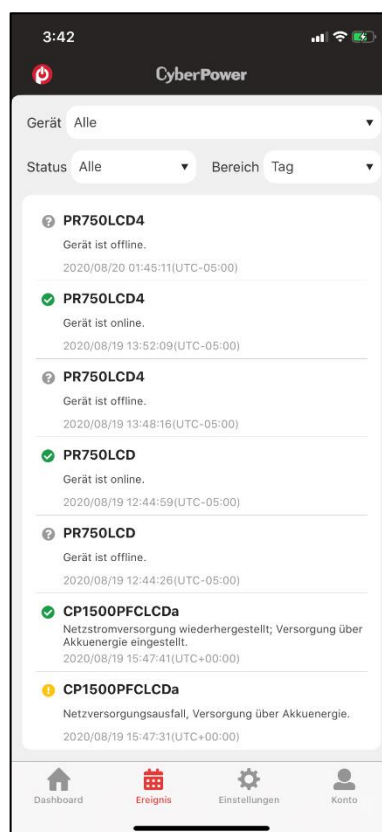 3:42
CyberPower
Gerät Alle
Status Alle Bereich Tag
PR750LCD4
Gerät ist offline.
2020/08/20 01:45:11(UTC-05:00)
PR750LCD4
Gerät ist online.
2020/08/19 13:52:09(UTC-05:00)
PR750LCD4
Gerät ist offline.
2020/08/19 13:48:16(UTC-05:00)
PR750LCD
Gerät ist online.
2020/08/19 12:44:59(UTC-05:00)
PR750LCD
Gerät ist offline.
2020/08/19 12:44:26(UTC-05:00)
CP1500PFCLCDa
Netzstromversorgung wiederhergestellt; Versorgung über
Akkuenergie eingestellt.
2020/08/19 15:47:41(UTC+00:00)
CP1500PFCLCDa
Netzversorgungsausfall, Versorgung über Akkuenergie.
2020/08/19 15:47:31(UTC+00:00)
Dashboard Ereignis Einstellungen Konto